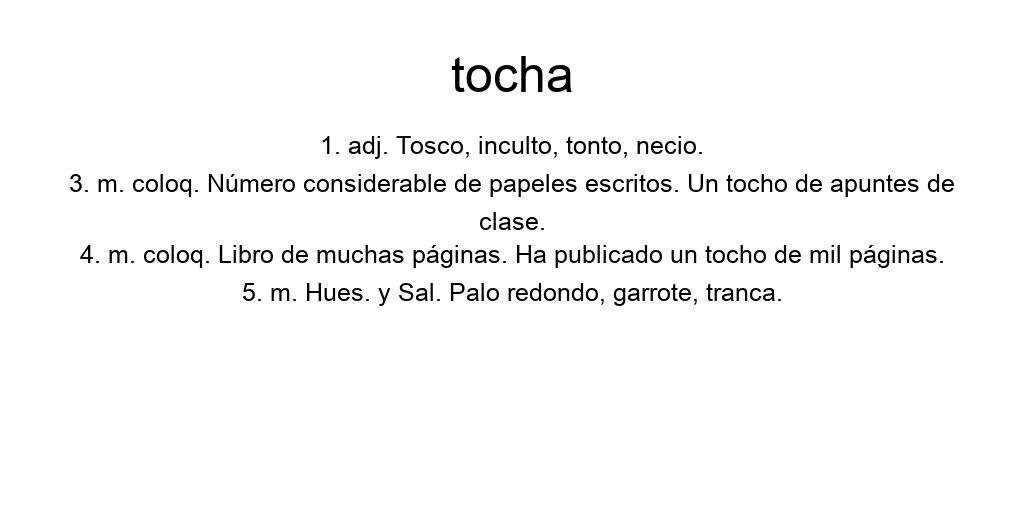 tocha
1. adj. Tosco, inculto, tonto, necio.
3. m. coloq. Número considerable de papeles escritos. Un tocho de apuntes de
clase.
4. m. coloq. Libro de muchas páginas. Ha publicado un tocho de mil páginas.
5. m. Hues. y Sal. Palo redondo, garrote, tranca.